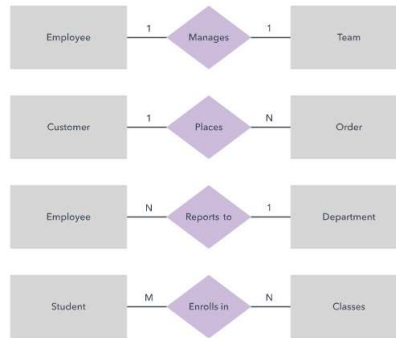 Employee 1 Manages 1 Team
Customer 1 Places N Order
Employee N Reports to 1 Department
Student M Enrolls in N Classes